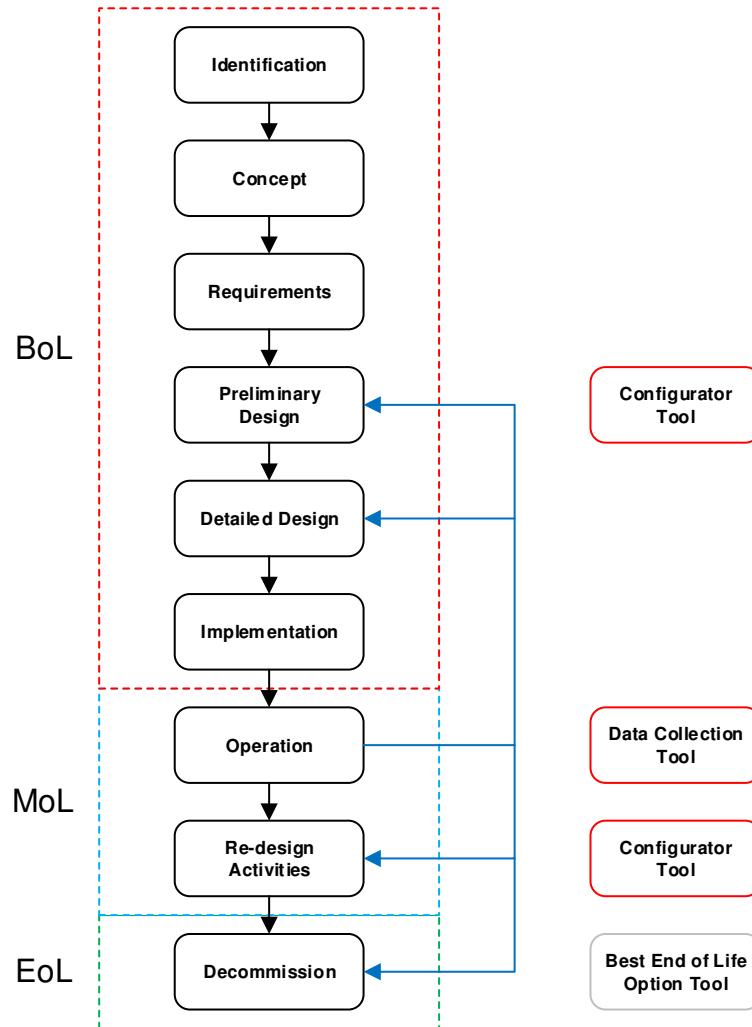 Identification
Concept
Requirements
BoL
Preliminary
Design
Configurator
Tool
Detailed Design
Implementation
Operation
Data Collection
Tool
MoL
Re-design
Activities
Configurator
Tool
EoL
Decommission
Best End of Life
Option Tool